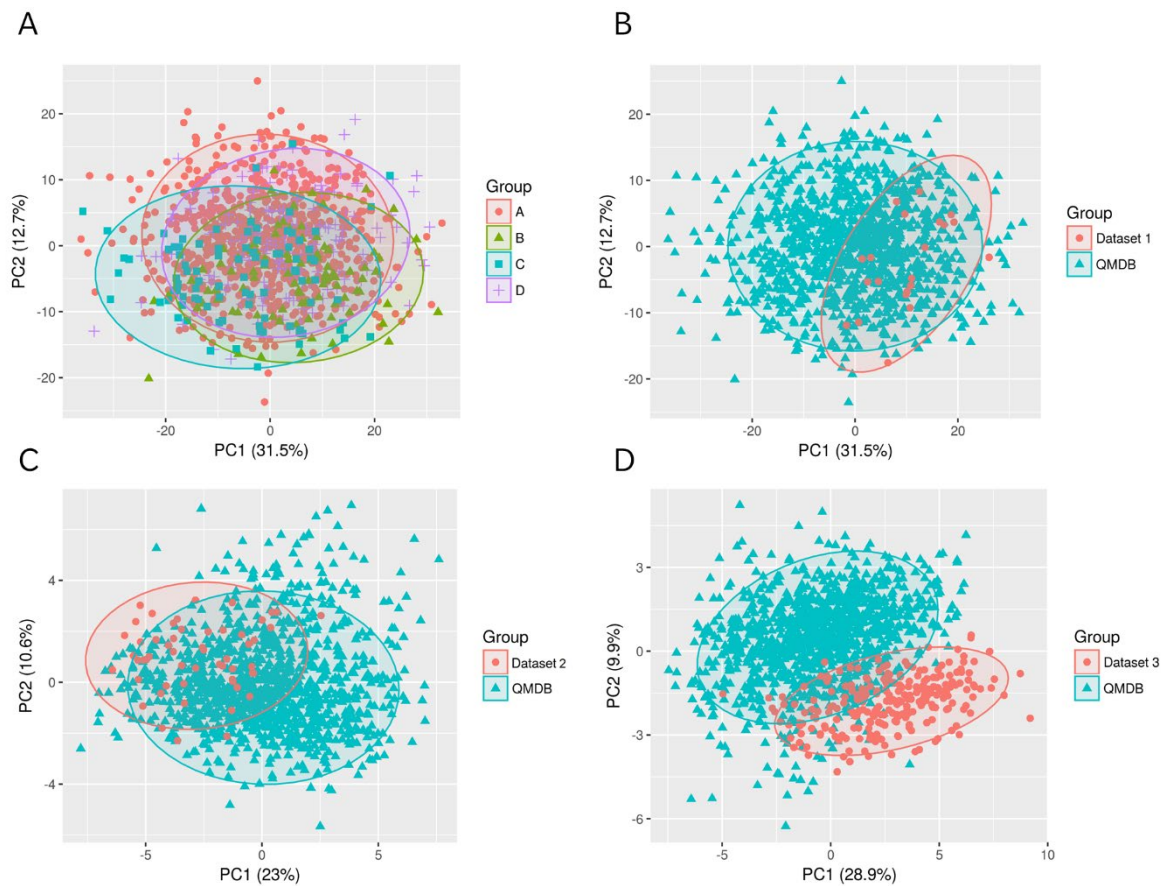 A
B
20
10
0
-10
-20
PC2 (12.7%)
-20
0
20
PC1 (31.5%)
Group
A
B
C
D
20
10
0
-10
-20
PC2 (12.7%)
-20
0
20
PC1 (31.5%)
Group
Dataset 1
QMDB
C
D
4
0
-4
PC2 (10.6%)
-5
0
5
PC1 (23%)
Group
Dataset 2
QMDB
3
0
-3
-6
PC2 (9.9%)
-5
0
5
10
PC1 (28.9%)
Group
Dataset 3
QMDB